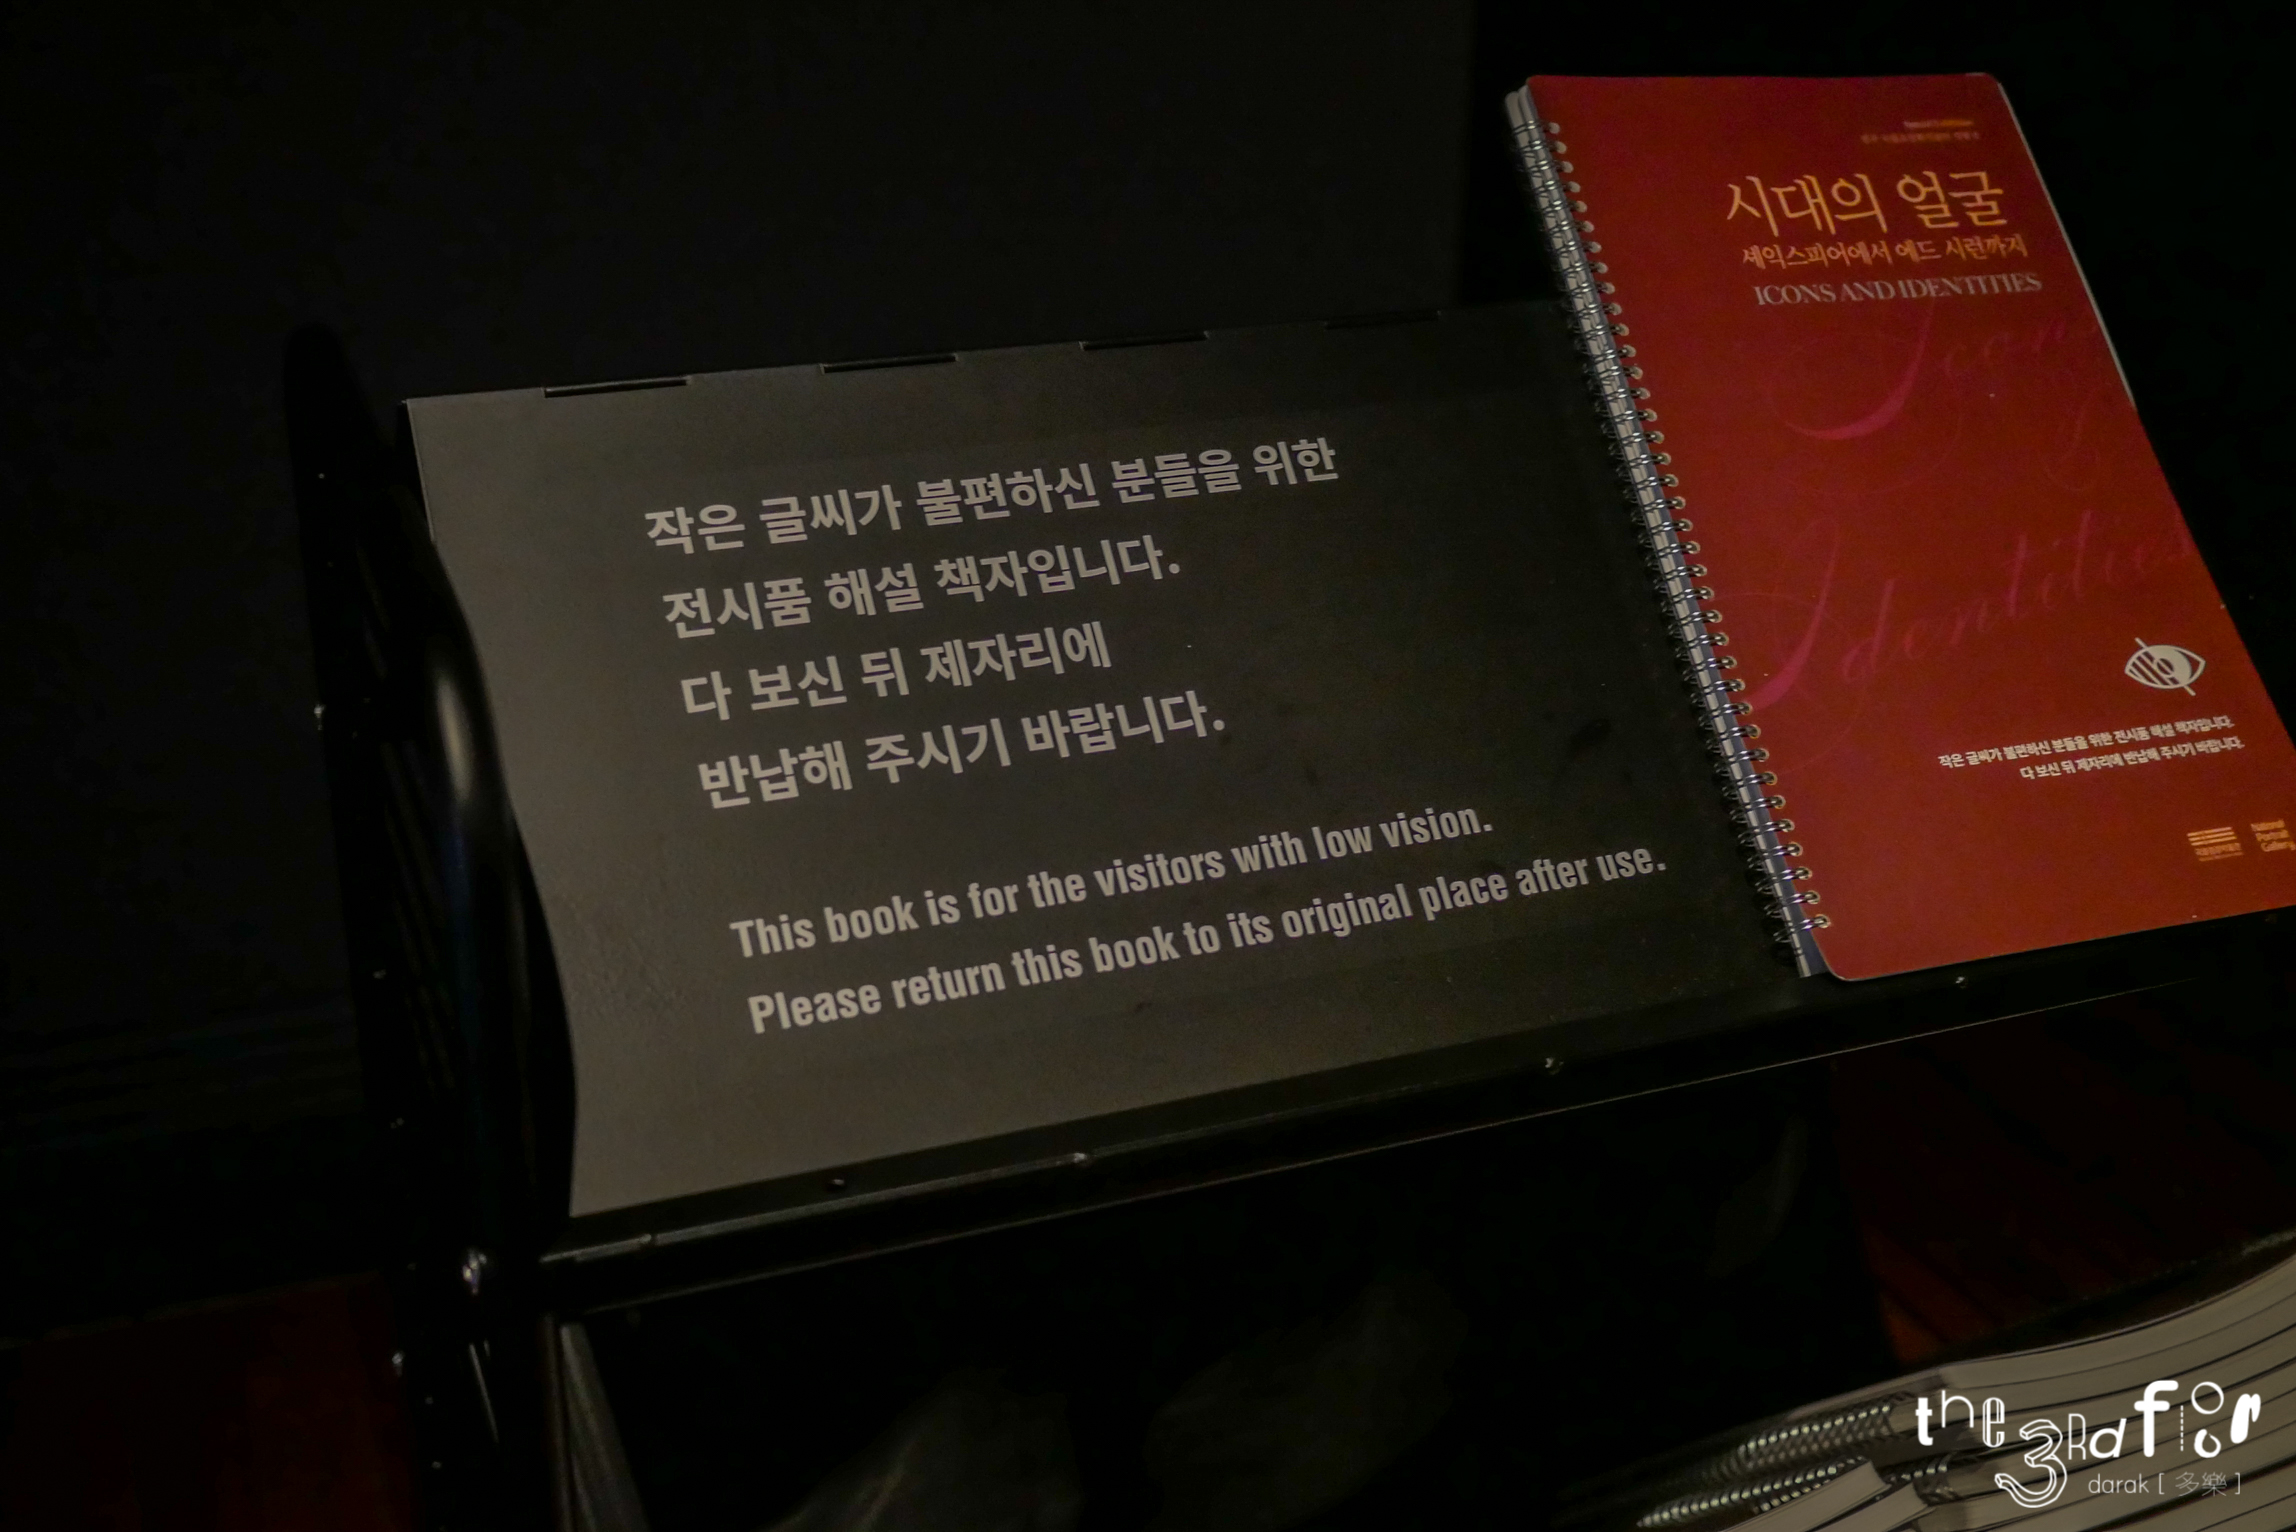 작은 글씨가 불편하신 분들을 위한
전시품 해설 책자입니다.
다 보신 뒤 제자리에
반납해 주시기 바랍니다.
This book is for the visitors with low vision.
Please return this book to its original place after use.
시대의 얼굴
셰익스피어에서 에드 시런까지
ICONS AND IDENTITIES
Icons
Identities
작은 글씨가 불편하신 분들을 위한 전시품 해설 책자입니다.
다 보신 뒤 제자리에 반납해 주시기 바랍니다.
National
Portrait
Gallery
the 3Rd floor
darak [ 多樂 ]